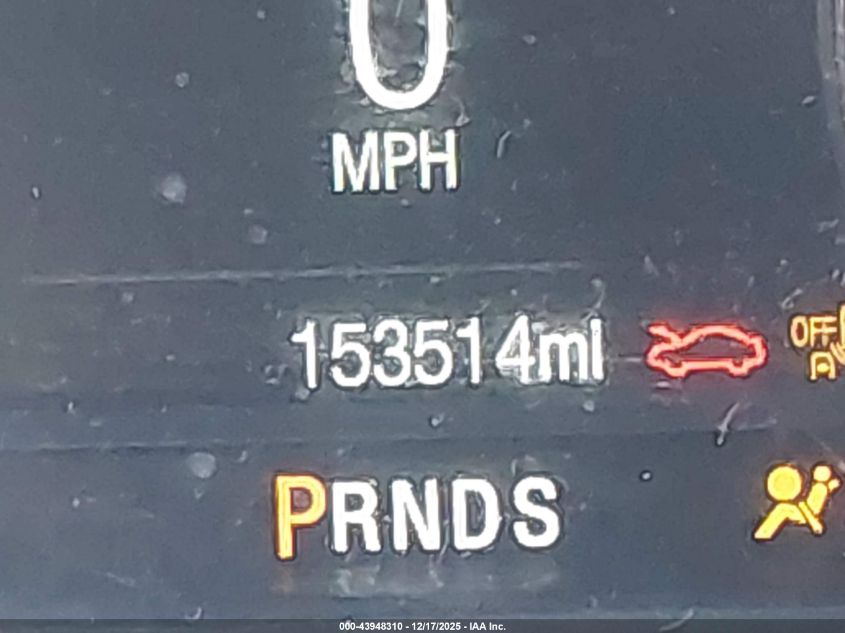 0
MPH
153514mi
OFF
PRNDS
000-43948310 - 12/17/2025 - IAA Inc.